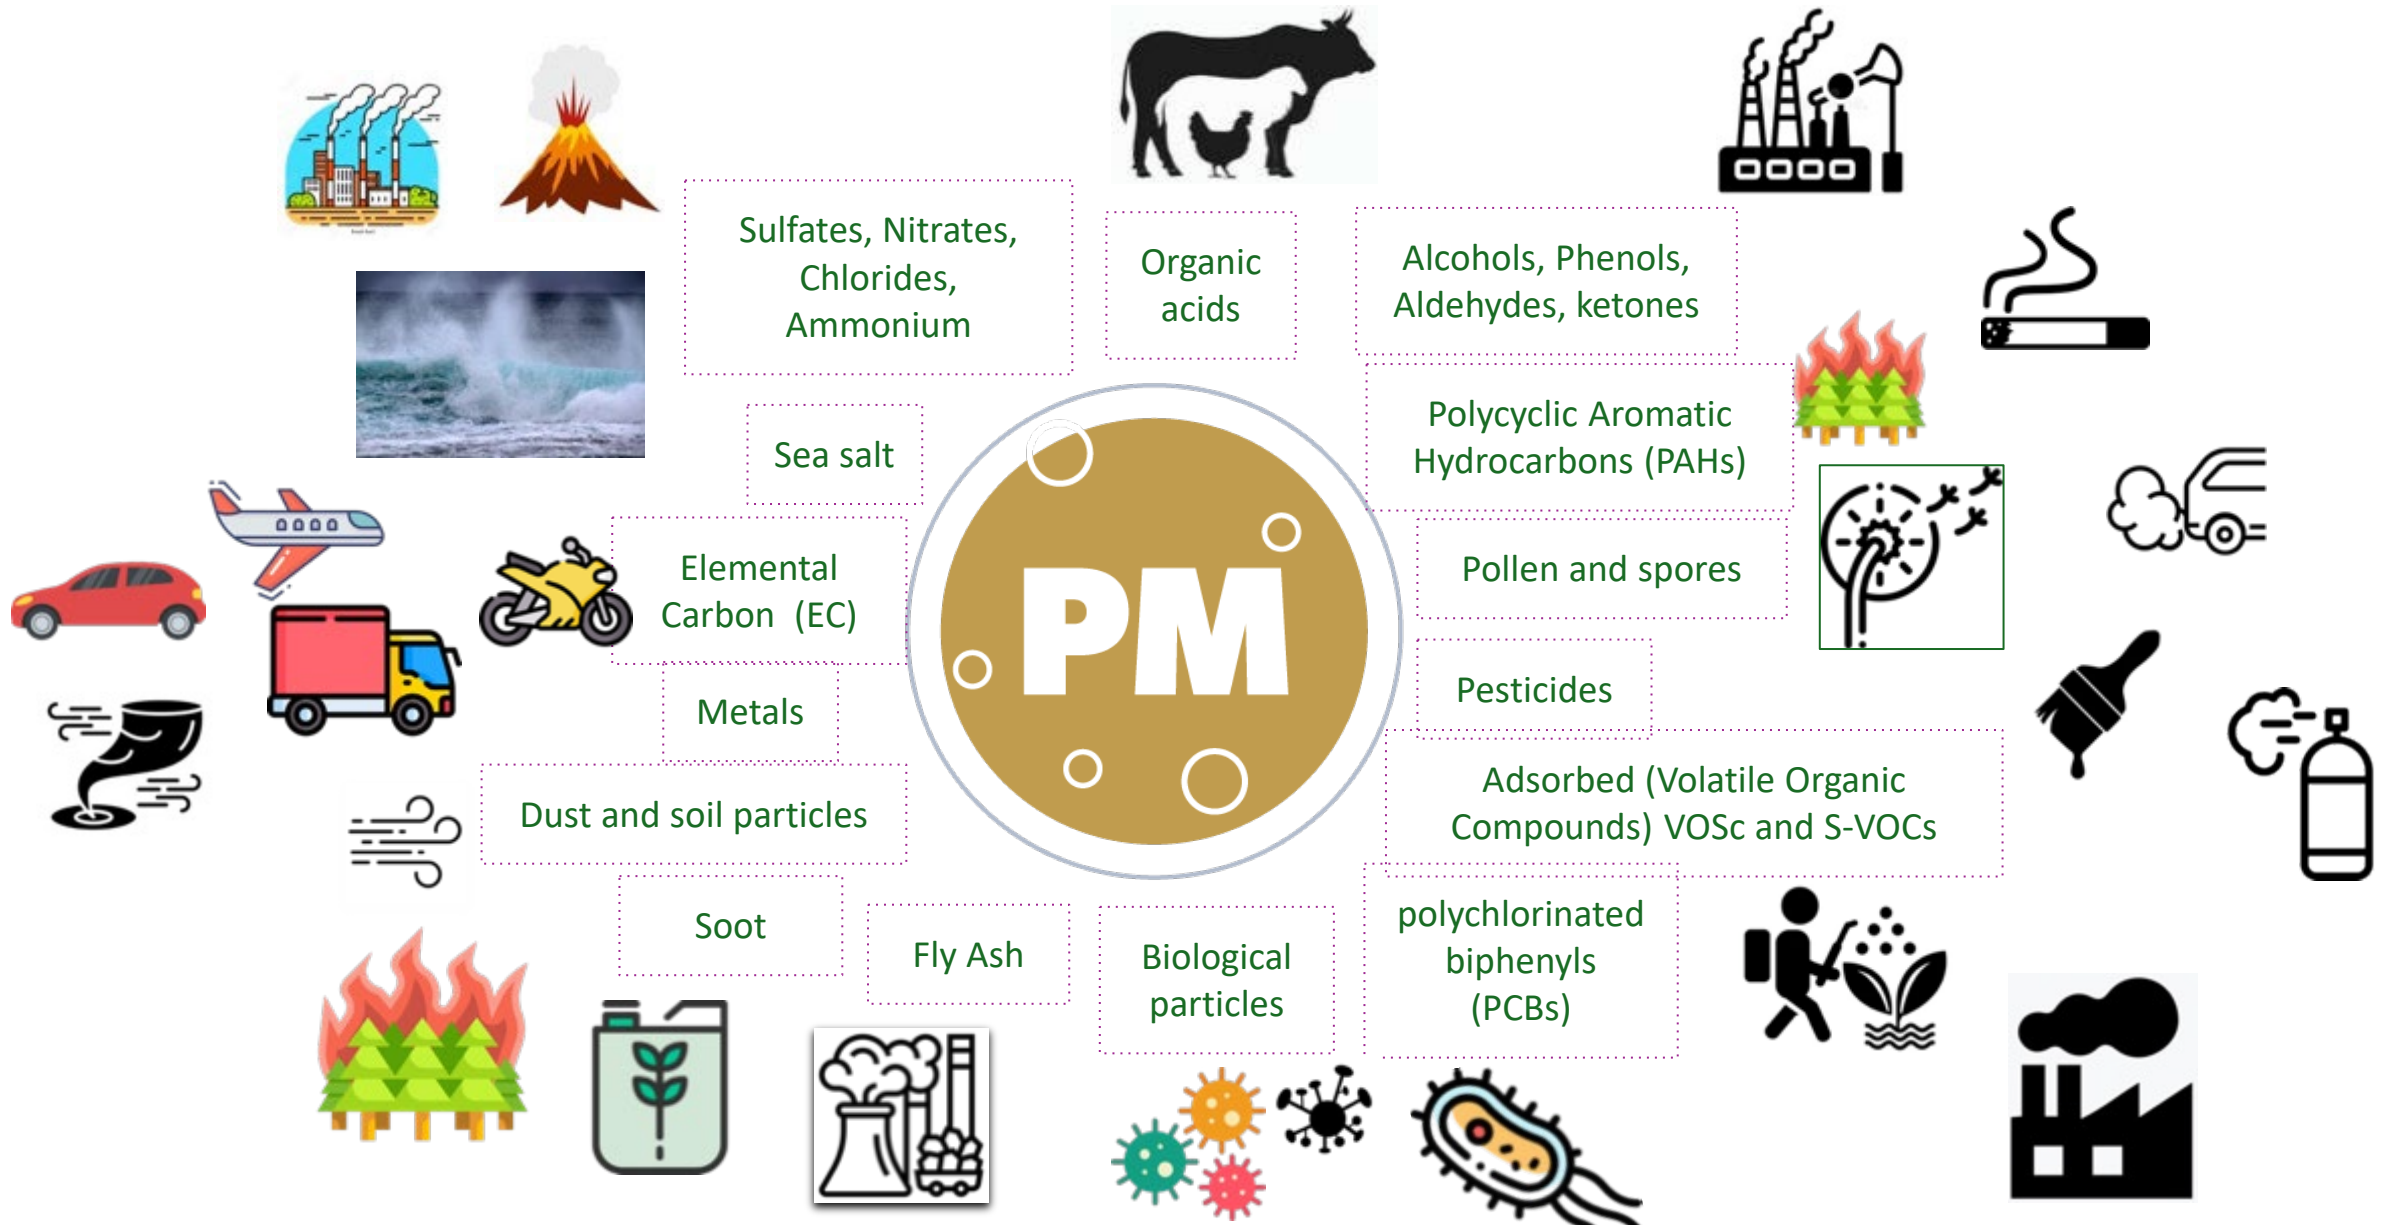 Sulfates, Nitrates,
Chlorides,
Ammonium
Organic
acids
Alcohols, Phenols,
Aldehydes, ketones
Sea salt
Polycyclic Aromatic
Hydrocarbons (PAHs)
Elemental
Carbon (EC)
PM
Pollen and spores
Metals
Pesticides
Dust and soil particles
Adsorbed (Volatile Organic
Compounds) VOSc and S-VOCs
Soot
Fly Ash
Biological
particles
polychlorinated
biphenyls
(PCBs)